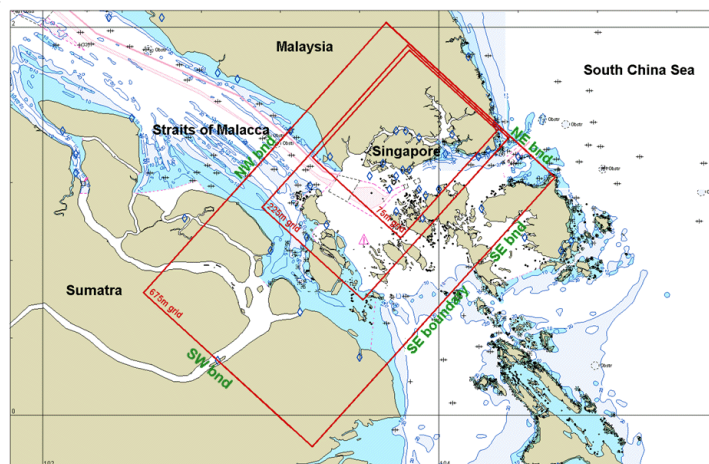 Malaysia
South China Sea
Straits of Malacca
NW bnd
NE bnd
Singapore
225m grid
75m grid
SE bnd
Sumatra
675m grid
SE boundary
SW bnd
0